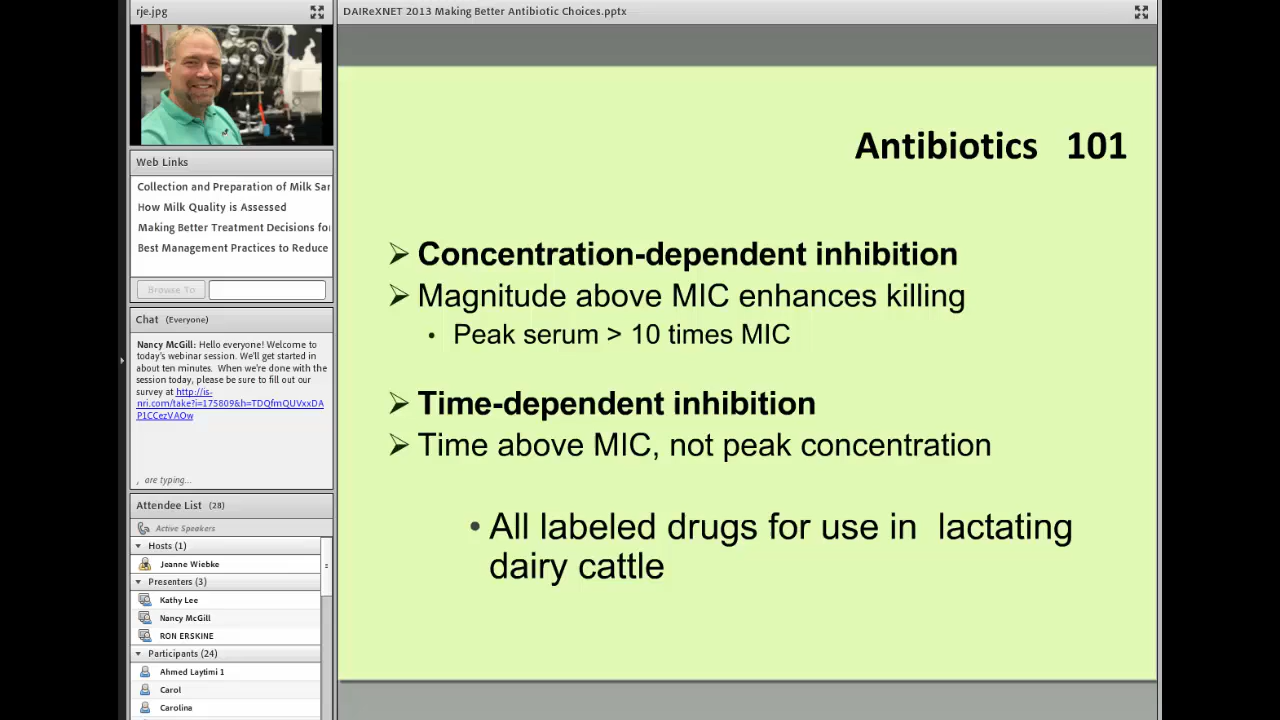 rje.jpg
DAIReXNET 2013 Making Better Antibiotic Choices.pptx
Web Links
Collection and Preparation of Milk Sar
How Milk Quality is Assessed
Making Better Treatment Decisions for
Best Management Practices to Reduce
Browse To
Chat (Everyone)
Nancy McGill: Hello everyone! Welcome to
today's webinar session. We'll get started in
about ten minutes. When we're done with the
session today, please be sure to fill out our
survey at http://is-
nri.com/take?i=175809&h=TDQfmQUVxxDA
P1CCezVAOw
, are typing...
Attendee List (28)
Active Speakers
Hosts (1)
Jeanne Wiebke
Presenters (3)
Kathy Lee
Nancy McGill
RON ERSKINE
Participants (24)
Ahmed Laytimi 1
Carol
Carolina
Antibiotics 101
Concentration-dependent inhibition
Magnitude above MIC enhances killing
• Peak serum > 10 times MIC
Time-dependent inhibition
Time above MIC, not peak concentration
• All labeled drugs for use in lactating
dairy cattle